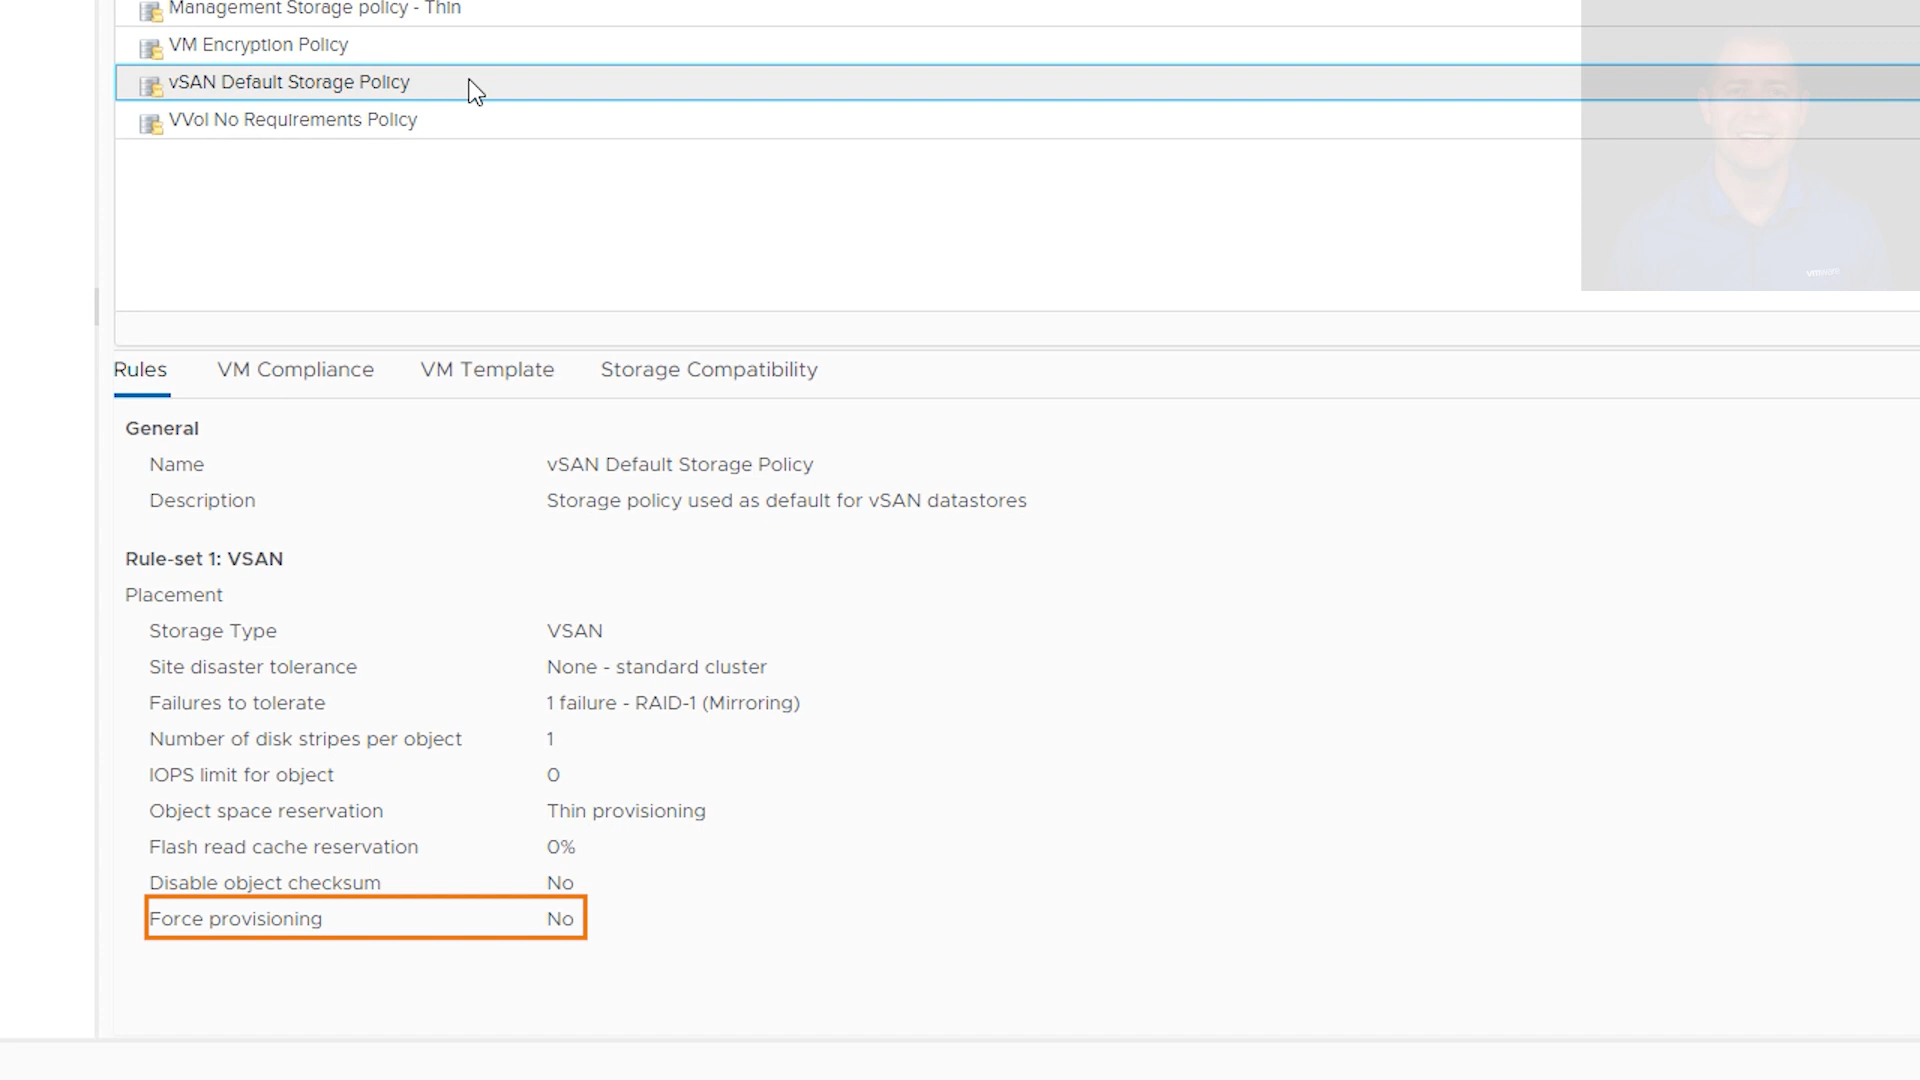 Management Storage policy - Thin
VM Encryption Policy
vSAN Default Storage Policy
VVol No Requirements Policy
vmware
Rules VM Compliance VM Template Storage Compatibility
General
Name vSAN Default Storage Policy
Description Storage policy used as default for vSAN datastores
Rule-set 1: VSAN
Placement
Storage Type VSAN
Site disaster tolerance None - standard cluster
Failures to tolerate 1 failure - RAID-1 (Mirroring)
Number of disk stripes per object 1
IOPS limit for object 0
Object space reservation Thin provisioning
Flash read cache reservation 0%
Disable object checksum No
Force provisioning No